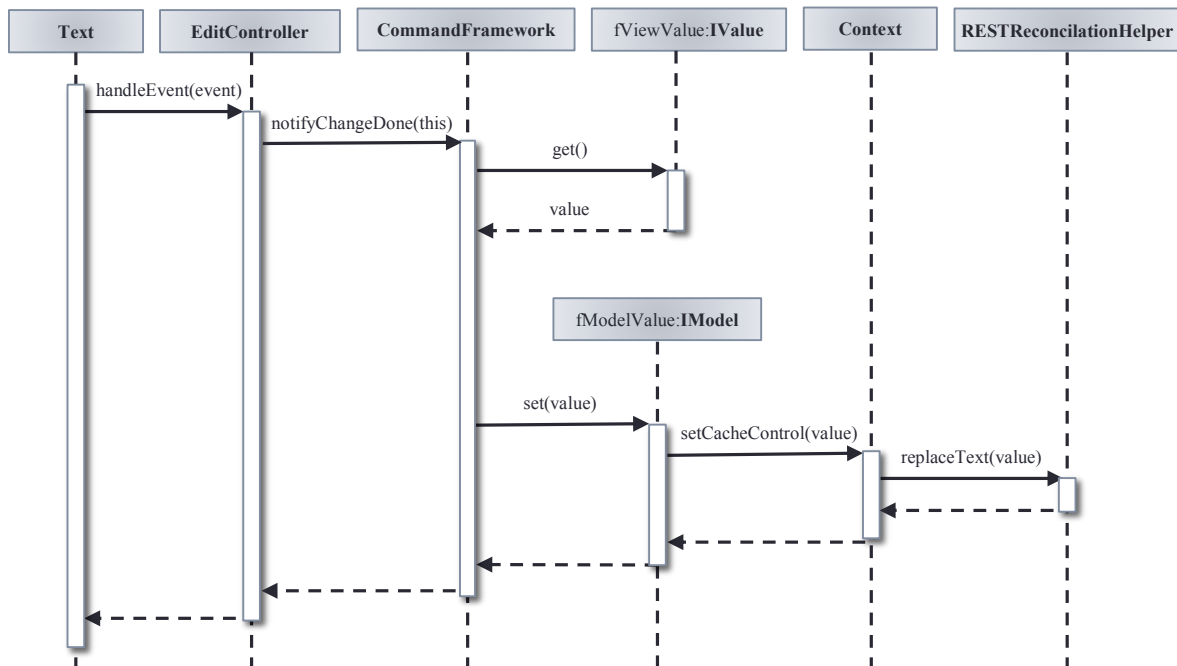 Text
EditController
CommandFramework
fViewValue:IValue
Context
RESTReconcilationHelper
handleEvent(event)
notifyChangeDone(this)
get()
value
fModelValue:IModel
set(value)
setCacheControl(value)
replaceText(value)